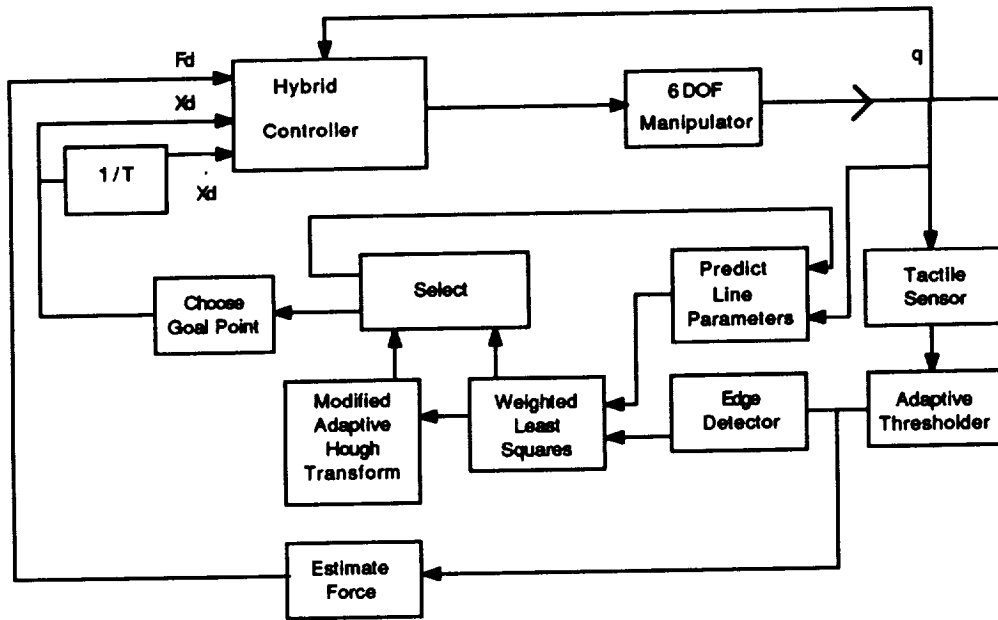 Fd
Xd
Ẋd
q
Hybrid
Controller
6 DOF
Manipulator
1 / T
Choose
Goal Point
Select
Predict
Line
Parameters
Tactile
Sensor
Modified
Adaptive
Hough
Transform
Weighted
Least
Squares
Edge
Detector
Adaptive
Thresholder
Estimate
Force